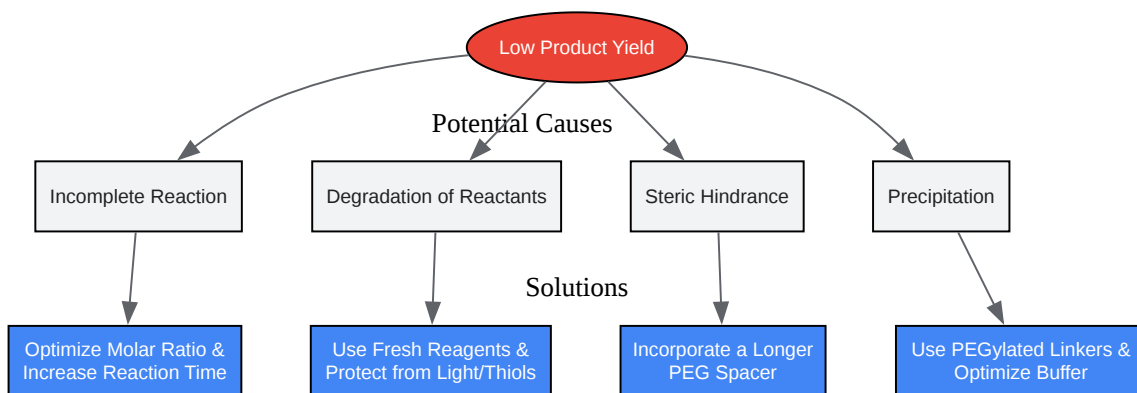 Low Product Yield
Potential Causes
Incomplete Reaction
Degradation of Reactants
Steric Hindrance
Precipitation
Solutions
Optimize Molar Ratio &
Increase Reaction Time
Use Fresh Reagents &
Protect from Light/Thiols
Incorporate a Longer
PEG Spacer
Use PEGylated Linkers &
Optimize Buffer